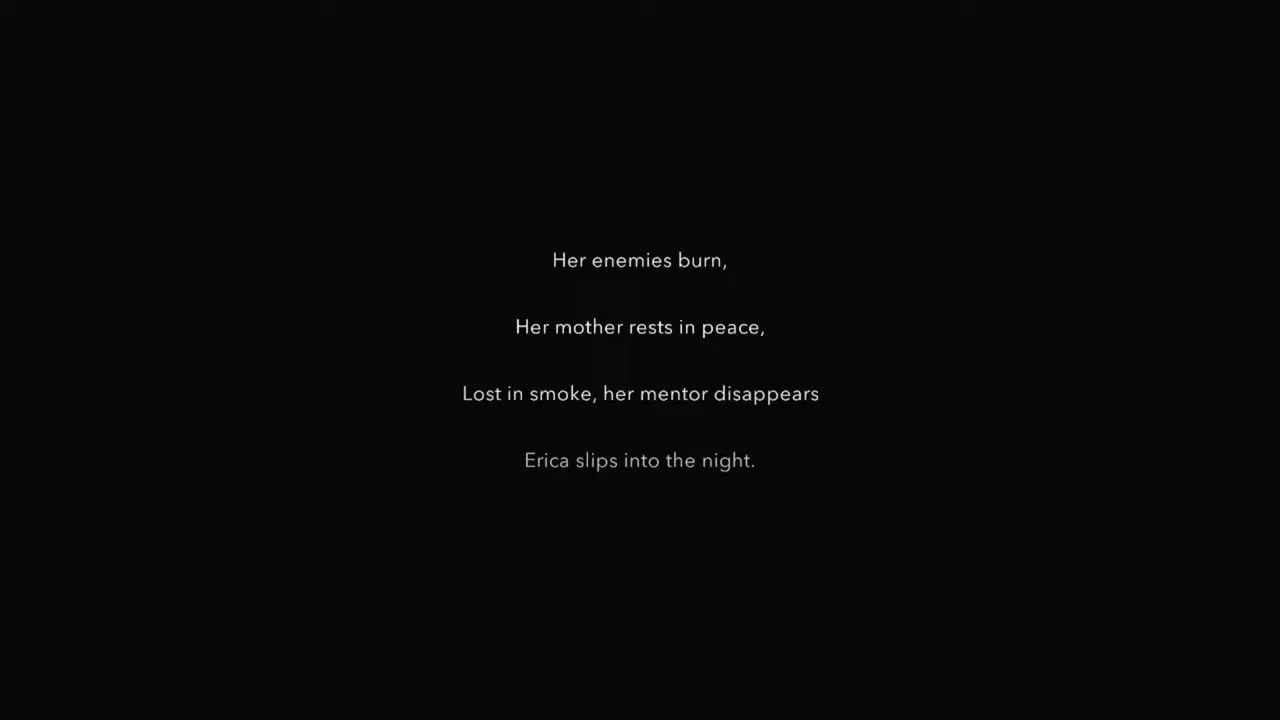 Her enemies burn,
Her mother rests in peace,
Lost in smoke, her mentor disappears
Erica slips into the night.